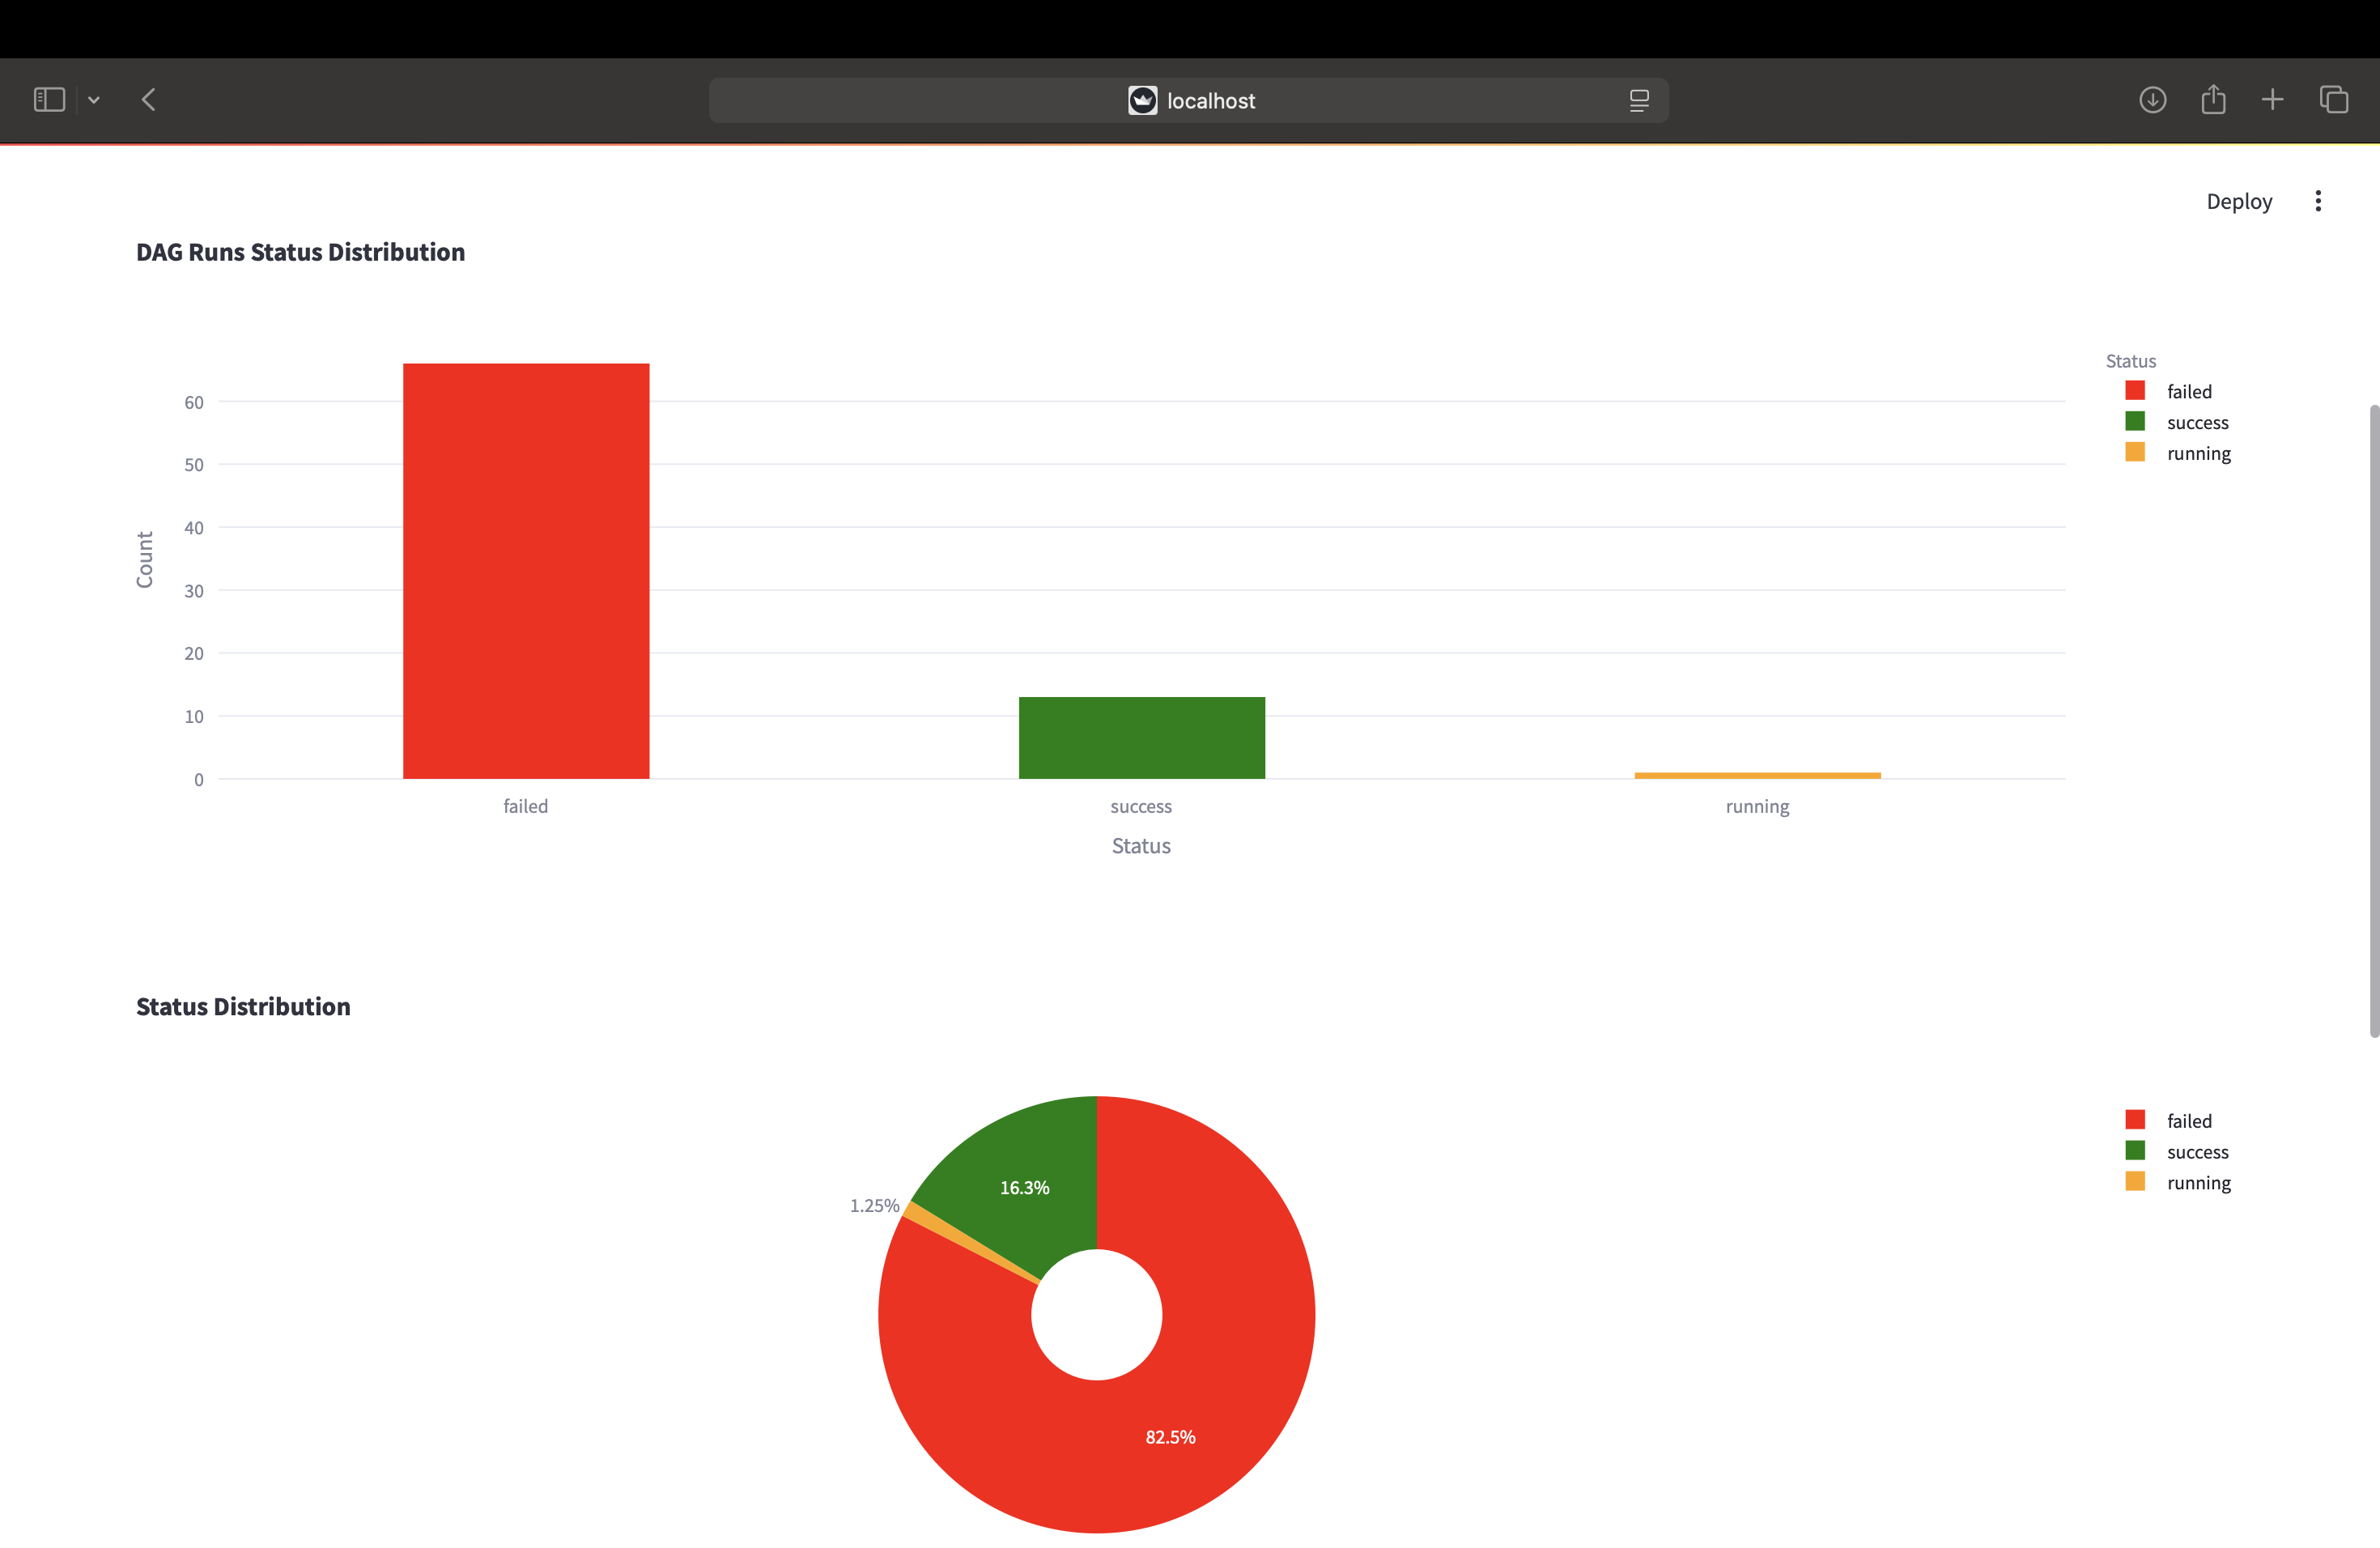 localhost
Deploy
DAG Runs Status Distribution
Status
failed
success
running
60
50
40
30
20
10
0
Count
failed success running
Status
Status Distribution
failed
success
running
16.3%
1.25%
82.5%